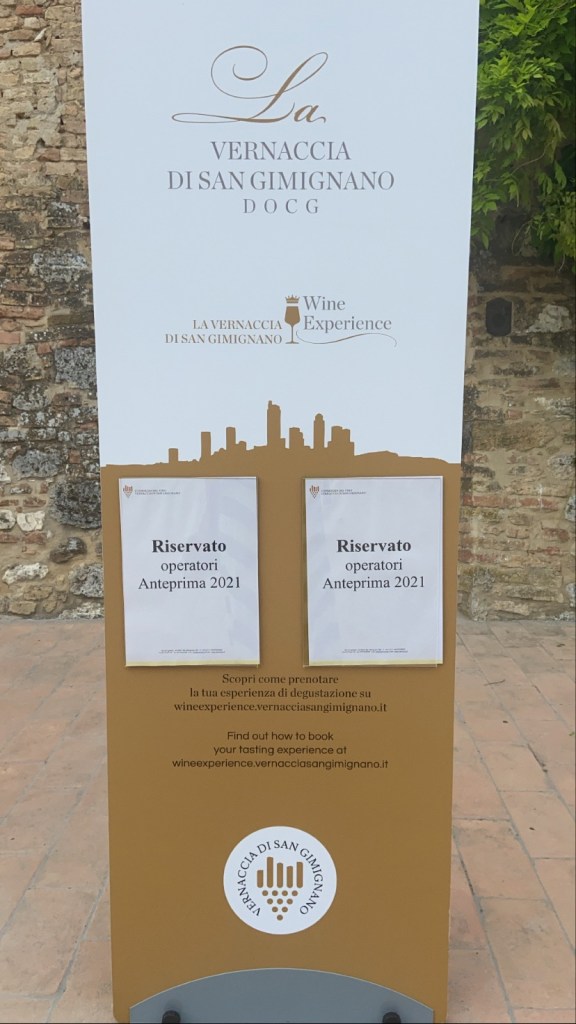 La
VERNACCIA
DI SAN GIMIGNANO
DOCG
LA VERNACCIA
DI SAN GIMIGNANO
Wine
Experience
Riservato
operatori
Anteprima 2021
Riservato
operatori
Anteprima 2021
Scopri come prenotare
la tua esperienza di degustazione su
wineexperience.vernacciasangimignano.it
Find out how to book
your tasting experience at
wineexperience.vernacciasangimignano.it
VERNACCIA DI SAN GIMIGNANO